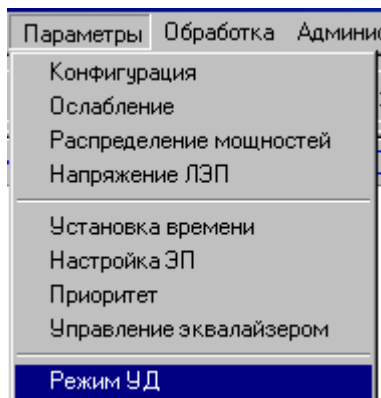 Параметры Обработка
Конфигурация
Ослабление
Распределение мощностей
Напряжение ЛЭП
Установка времени
Настройка ЭП
Приоритет
Управление эквалайзером
Режим УД